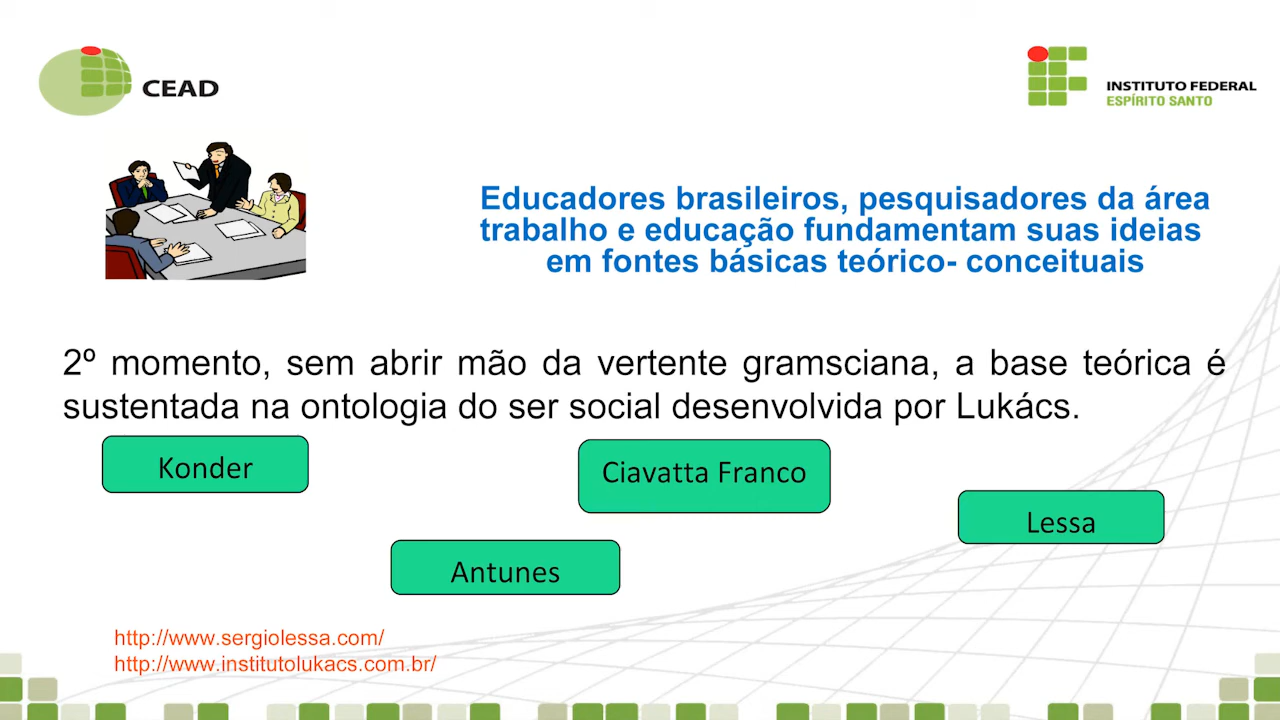 CEAD
INSTITUTO FEDERAL
ESPÍRITO SANTO
Educadores brasileiros, pesquisadores da área
trabalho e educação fundamentam suas ideias
em fontes básicas teórico- conceituais
2º momento, sem abrir mão da vertente gramsciana, a base teórica é
sustentada na ontologia do ser social desenvolvida por Lukács.
Konder
Ciavatta Franco
Lessa
Antunes
http://www.sergiolessa.com/
http://www.institutolukacs.com.br/